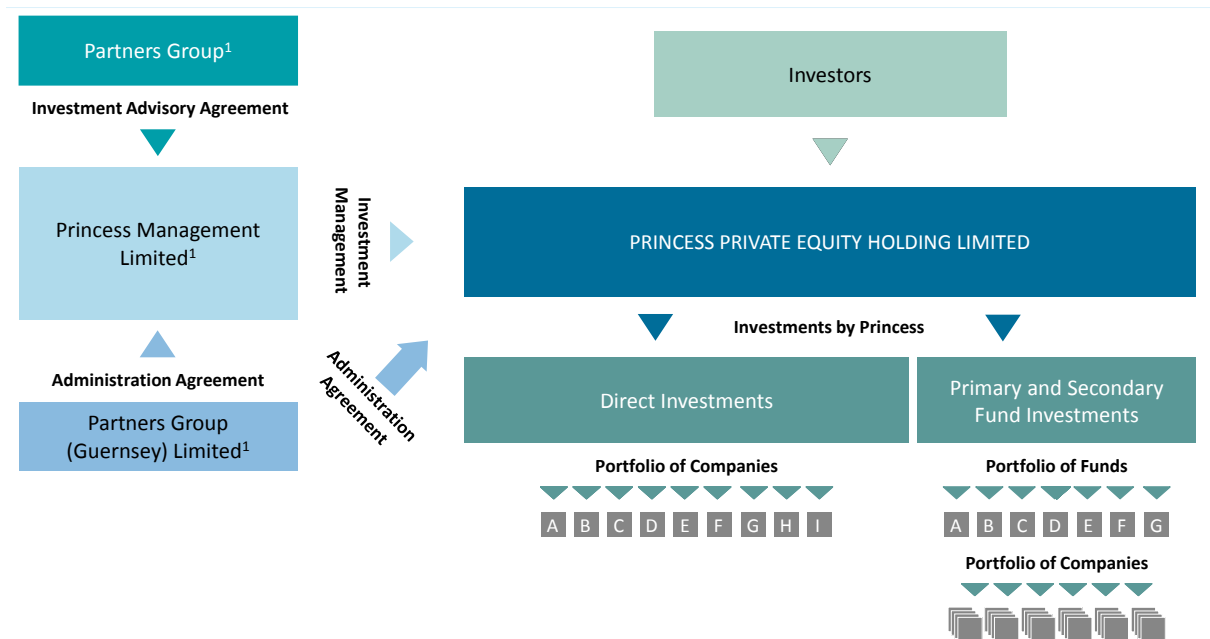 Partners Group¹
Investment Advisory Agreement
Princess Management
Limited¹
Administration Agreement
Partners Group
(Guernsey) Limited¹
Investment
Management
Administration
Agreement
Investors
PRINCESS PRIVATE EQUITY HOLDING LIMITED
Investments by Princess
Direct Investments
Primary and Secondary
Fund Investments
Portfolio of Companies
A B C D E F G H I
Portfolio of Funds
A B C D E F G
Portfolio of Companies